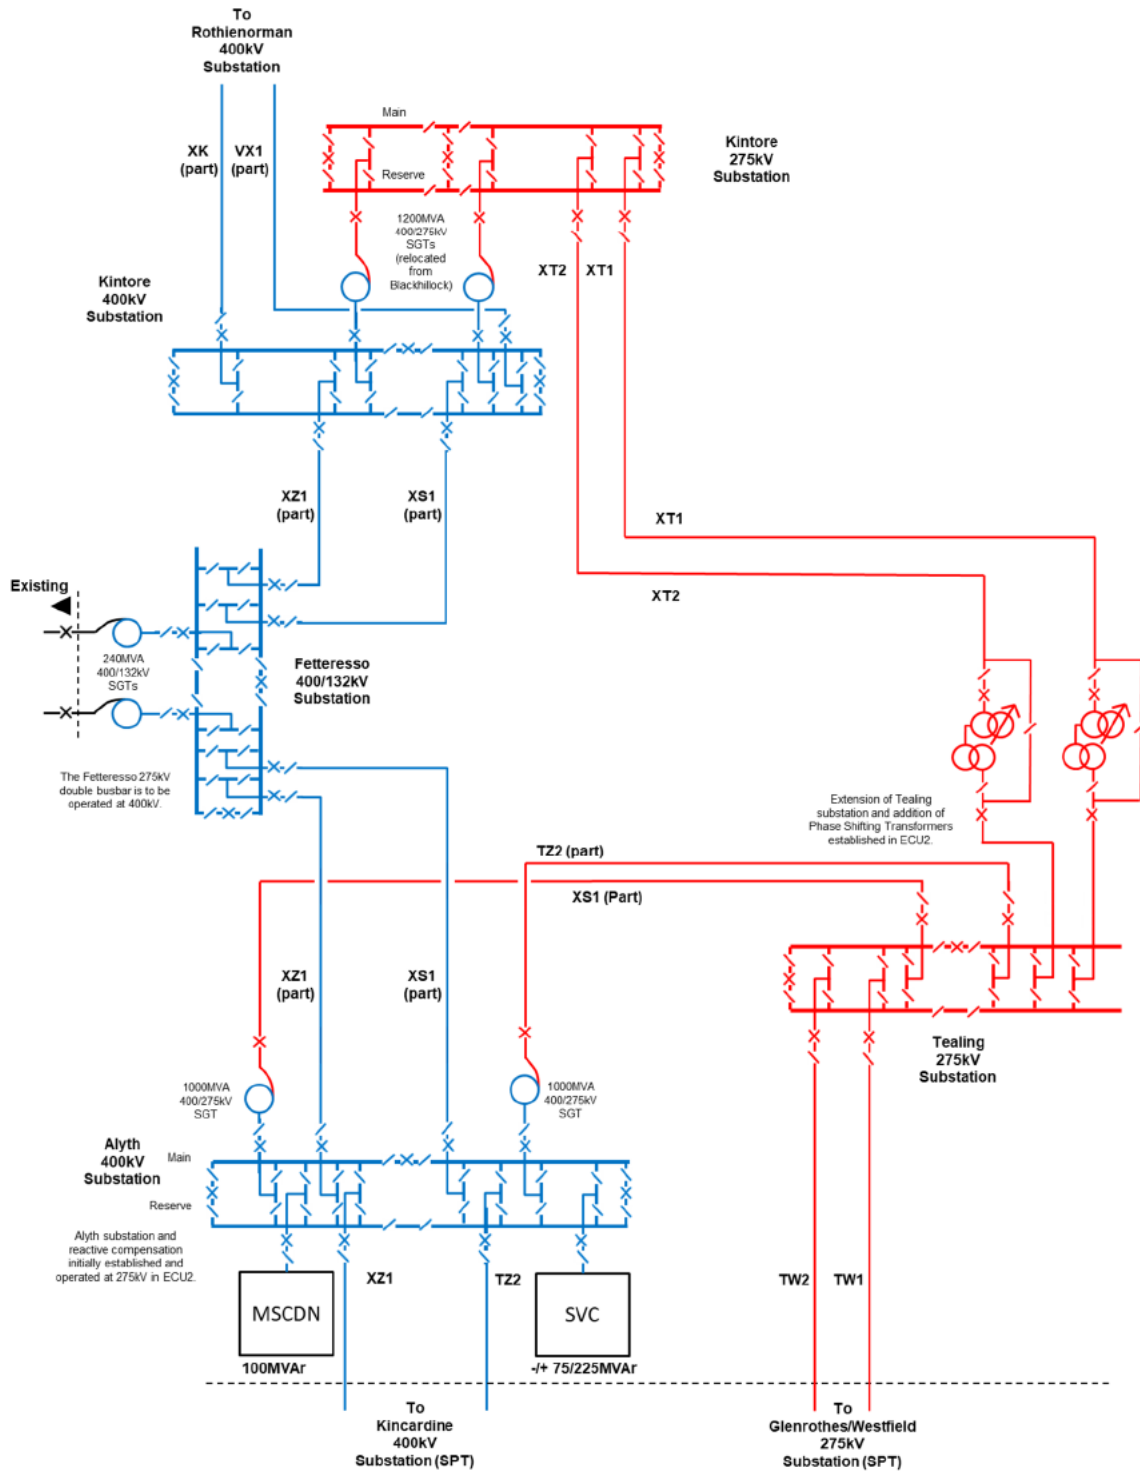 To
Rothienorman
400kV
Substation
XK
(part)
VX1
(part)
Main
Reserve
Kintore
275kV
Substation
1200MVA
400/275kV
SGTs
(relocated
from
Blackhillock)
XT2
XT1
Kintore
400kV
Substation
XZ1
(part)
XS1
(part)
XT1
XT2
Existing
240MVA
400/132kV
SGTs
Fetteresso
400/132kV
Substation
The Fetteresso 275kV
double busbar is to be
operated at 400kV.
Extension of Tealing
substation and addition of
Phase Shifting Transformers
established in ECU2.
TZ2 (part)
XS1 (Part)
XZ1
(part)
XS1
(part)
Tealing
275kV
Substation
1000MVA
400/275kV
SGT
1000MVA
400/275kV
SGT
Alyth
400kV
Substation
Main
Reserve
Alyth substation and
reactive compensation
initially established and
operated at 275kV in ECU2.
XZ1
TZ2
TW2
TW1
MSCDN
SVC
100MVAr
-/+ 75/225MVAr
To
Kincardine
400kV
Substation (SPT)
To
Glenrothes/Westfield
275kV
Substation (SPT)